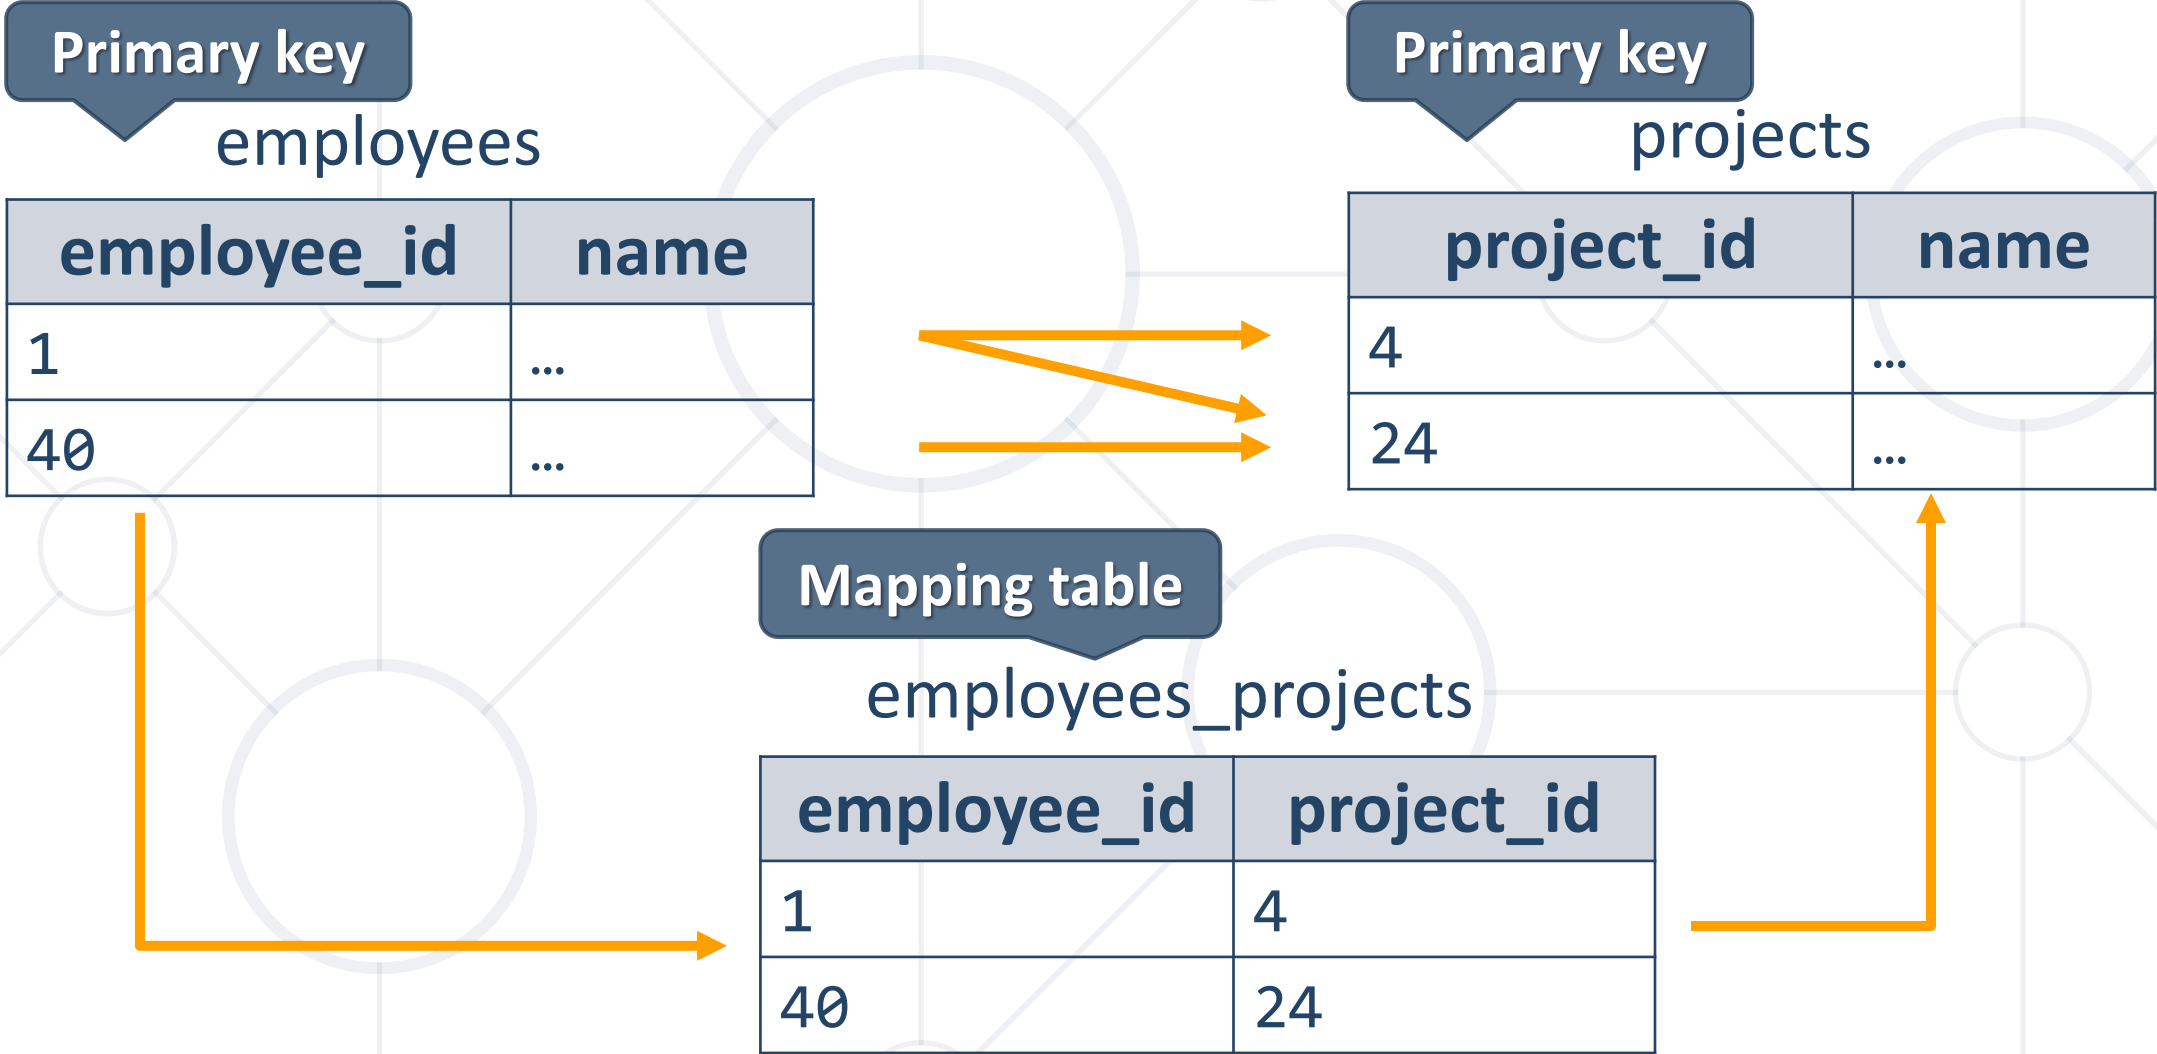 Primary key
employees
employee_id name
1 …
40 …
Primary key
projects
project_id name
4 …
24 …
Mapping table
employees_projects
employee_id project_id
1 4
40 24